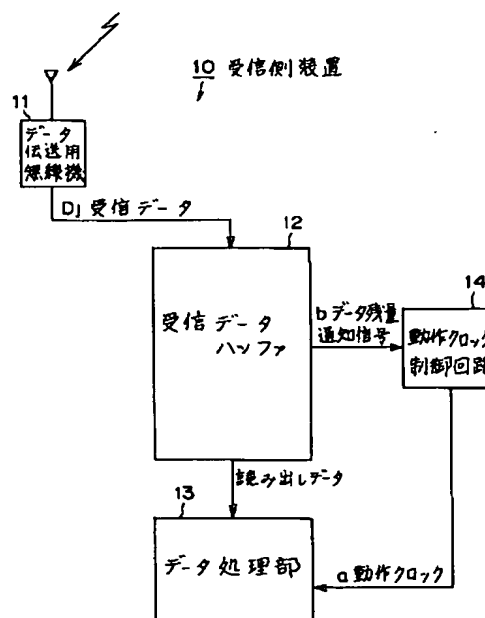 10 受信側装置
11
データ
伝送用
無線機
D1 受信データ
12
受信データ
ハンファ
b データ残量
通知信号
14
動作クロック
制御回路
読み出しデータ
13
データ処理部
a 動作クロック